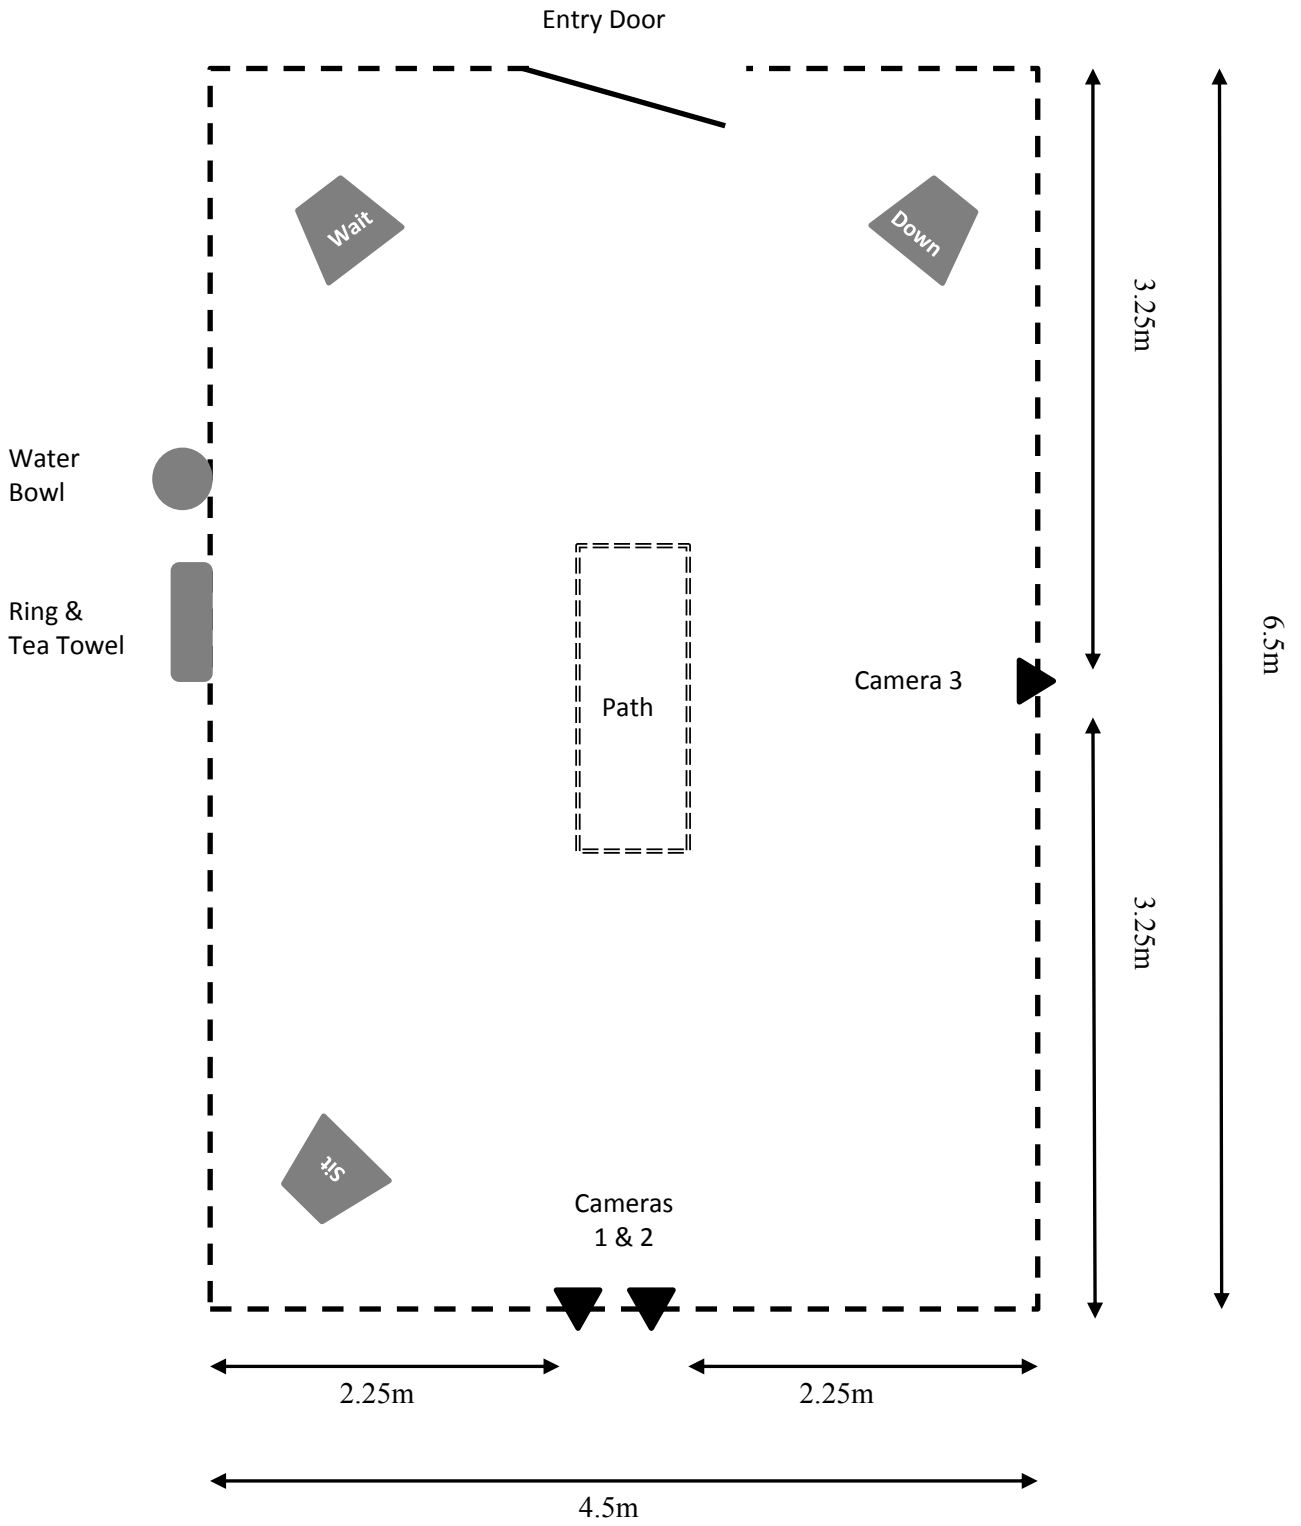 Entry Door
Wait
Down
3.25m
Water
Bowl
Ring &
Tea Towel
6.5m
Camera 3
Path
3.25m
Sit
Cameras
1 & 2
2.25m
2.25m
4.5m